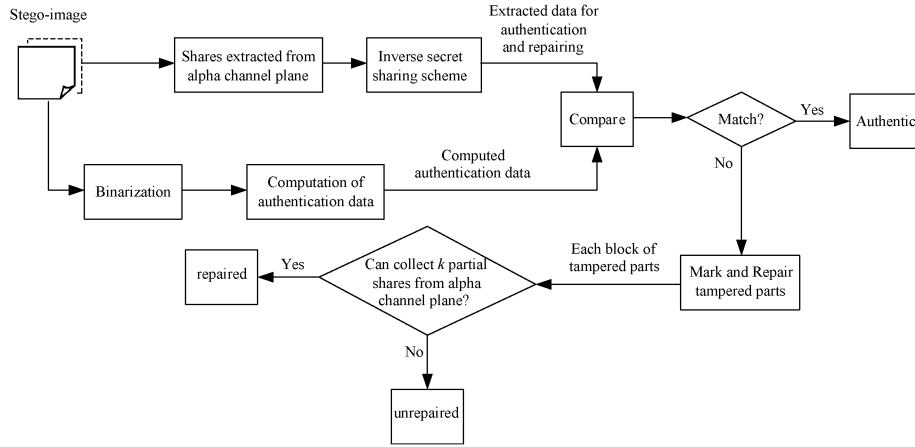 Stego-image
Shares extracted from
alpha channel plane
Inverse secret
sharing scheme
Extracted data for
authentication
and repairing
Compare
Match?
Yes
Authentic
No
Binarization
Computation of
authentication data
Computed
authentication data
Mark and Repair
tampered parts
Each block of
tampered parts
Can collect k partial
shares from alpha
channel plane?
Yes
repaired
No
unrepaired